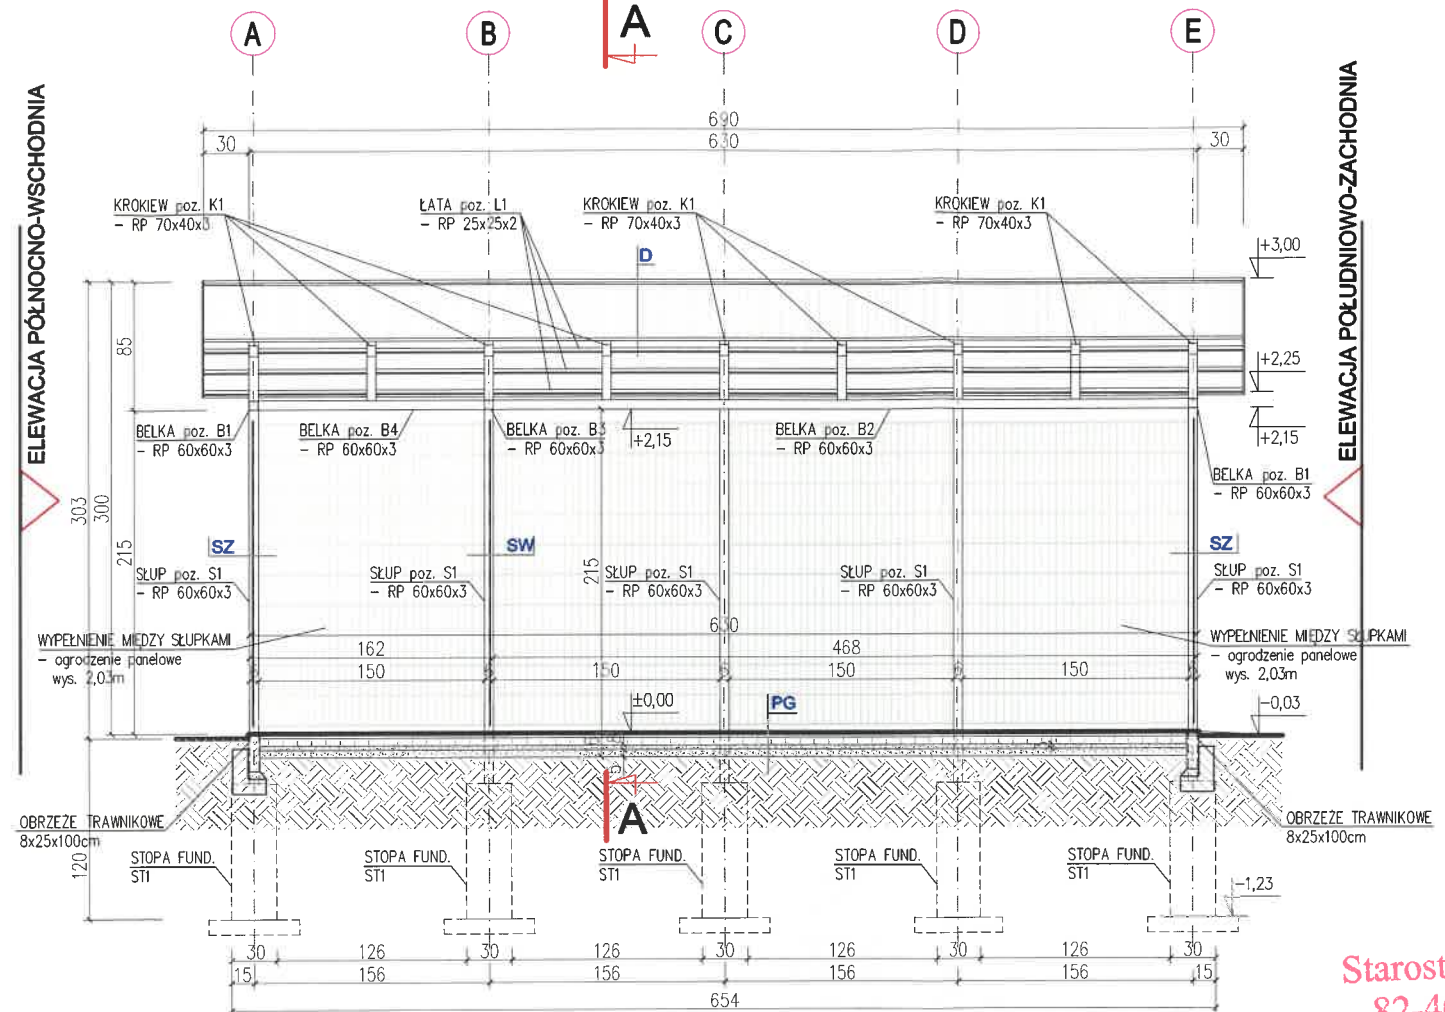 A
B
A
C
D
E
ELEWACJA PÓŁNOCNO-WSCHODNIA
ELEWACJA POŁUDNIOWO-ZACHODNIA
690
30
630
30
KROKIEW poz. K1
- RP 70x40x3
ŁATA poz. L1
- RP 25x25x2
KROKIEW poz. K1
- RP 70x40x3
KROKIEW poz. K1
- RP 70x40x3
D
+3,00
85
+2,25
BELKA poz. B1
- RP 60x60x3
BELKA poz. B4
- RP 60x60x3
BELKA poz. B3
- RP 60x60x3
+2,15
BELKA poz. B2
- RP 60x60x3
+2,15
BELKA poz. B1
- RP 60x60x3
303
300
215
215
SZ
SW
SZ
SŁUP poz. S1
- RP 60x60x3
SŁUP poz. S1
- RP 60x60x3
SŁUP poz. S1
- RP 60x60x3
SŁUP poz. S1
- RP 60x60x3
SŁUP poz. S1
- RP 60x60x3
WYPEŁNIENIE MIĘDZY SŁUPKAMI
- ogrodzenie panelowe
wys. 2,03m
630
WYPEŁNIENIE MIĘDZY SŁUPKAMI
- ogrodzenie panelowe
wys. 2,03m
162
468
150
6
150
6
150
6
150
±0,00
PG
-0,03
OBRZEŻE TRAWNIKOWE
8x25x100cm
A
OBRZEŻE TRAWNIKOWE
8x25x100cm
120
STOPA FUND.
ST1
STOPA FUND.
ST1
STOPA FUND.
ST1
STOPA FUND.
ST1
STOPA FUND.
ST1
-1,23
30
126
30
126
30
126
30
126
30
15
156
156
156
156
15
654
Starost